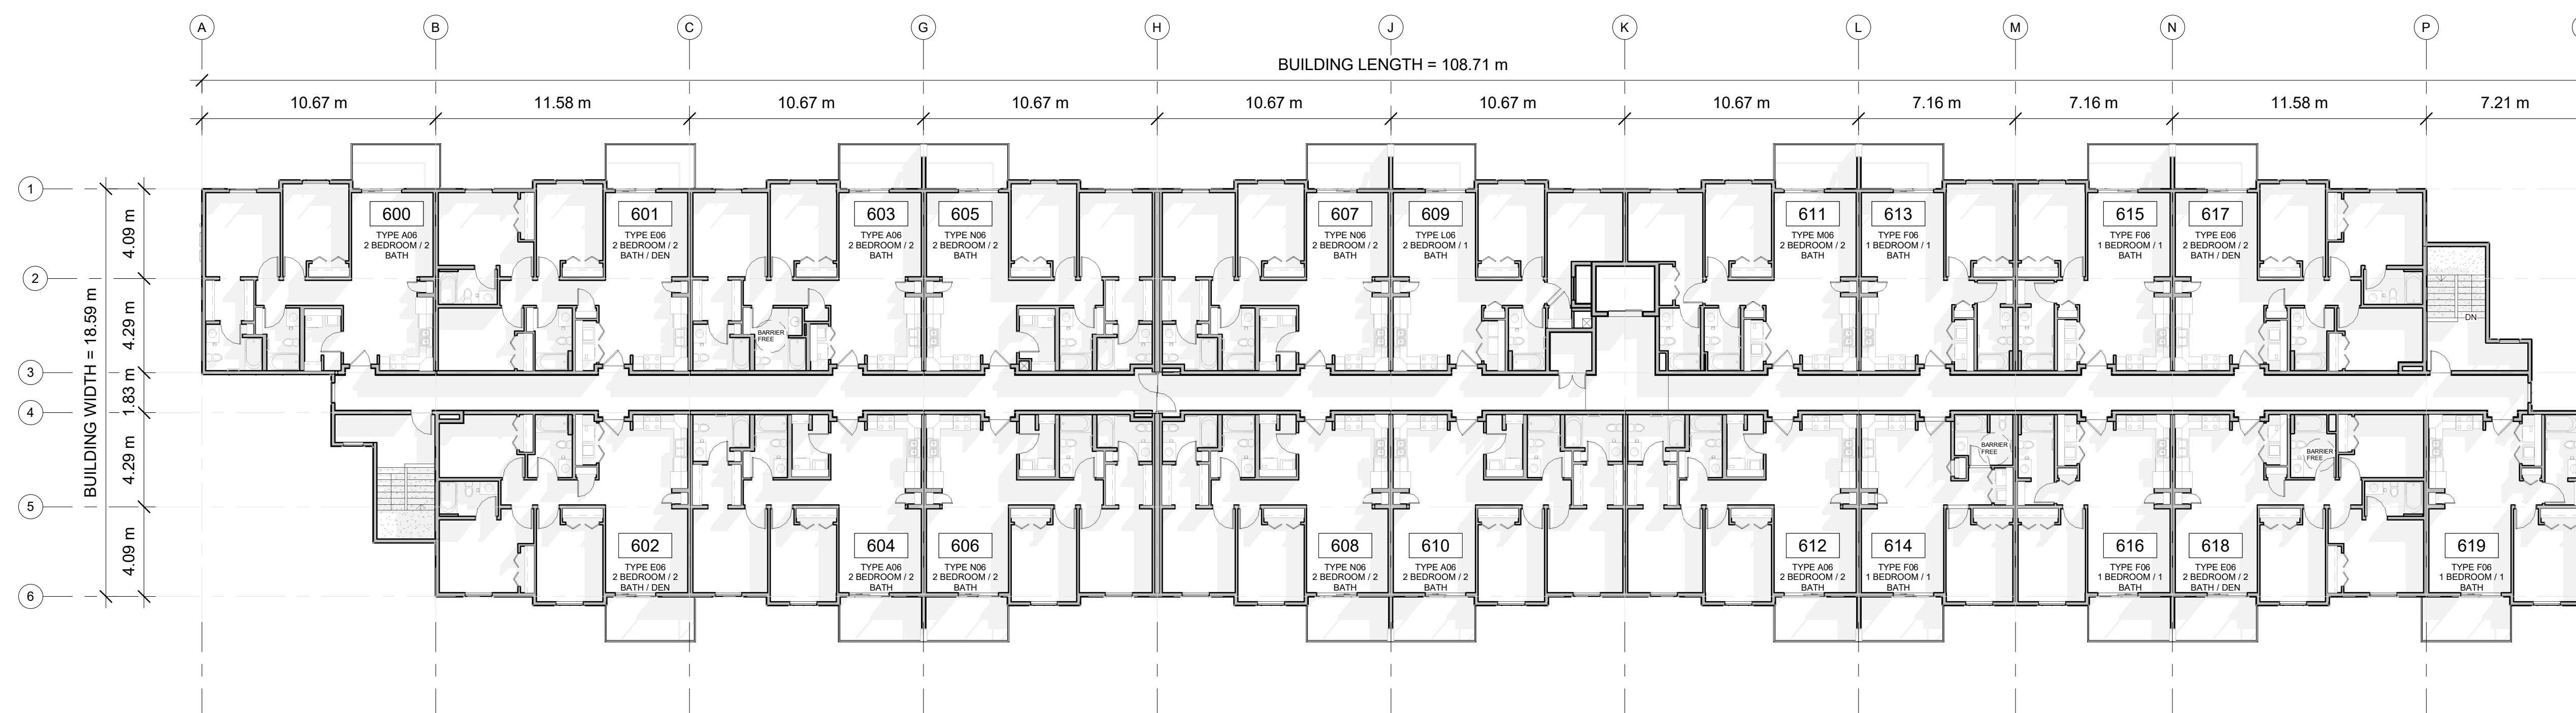 A B C G H J K L M N P
BUILDING LENGTH = 108.71 m
10.67 m 11.58 m 10.67 m 10.67 m 10.67 m 10.67 m 10.67 m 7.16 m 7.16 m 11.58 m 7.21 m
1
2
3
4
5
6
BUILDING WIDTH = 18.59 m
4.09 m
4.29 m
1.83 m
4.29 m
4.09 m
600
TYPE A06
2 BEDROOM / 2
BATH
601
TYPE E06
2 BEDROOM / 2
BATH / DEN
603
TYPE A06
2 BEDROOM / 2
BATH
605
TYPE N06
2 BEDROOM / 2
BATH
607
TYPE N06
2 BEDROOM / 2
BATH
609
TYPE L06
2 BEDROOM / 1
BATH
611
TYPE M06
2 BEDROOM / 2
BATH
613
TYPE F06
1 BEDROOM / 1
BATH
615
TYPE F06
1 BEDROOM / 1
BATH
617
TYPE E06
2 BEDROOM / 2
BATH / DEN
BARRIER
FREE
DN
BARRIER
FREE
BARRIER
FREE
602
TYPE E06
2 BEDROOM / 2
BATH / DEN
604
TYPE A06
2 BEDROOM / 2
BATH
606
TYPE N06
2 BEDROOM / 2
BATH
608
TYPE N06
2 BEDROOM / 2
BATH
610
TYPE A06
2 BEDROOM / 2
BATH
612
TYPE A06
2 BEDROOM / 2
BATH
614
TYPE F06
1 BEDROOM / 1
BATH
616
TYPE F06
1 BEDROOM / 1
BATH
618
TYPE E06
2 BEDROOM / 2
BATH / DEN
619
TYPE F06
1 BEDROOM / 1
BATH